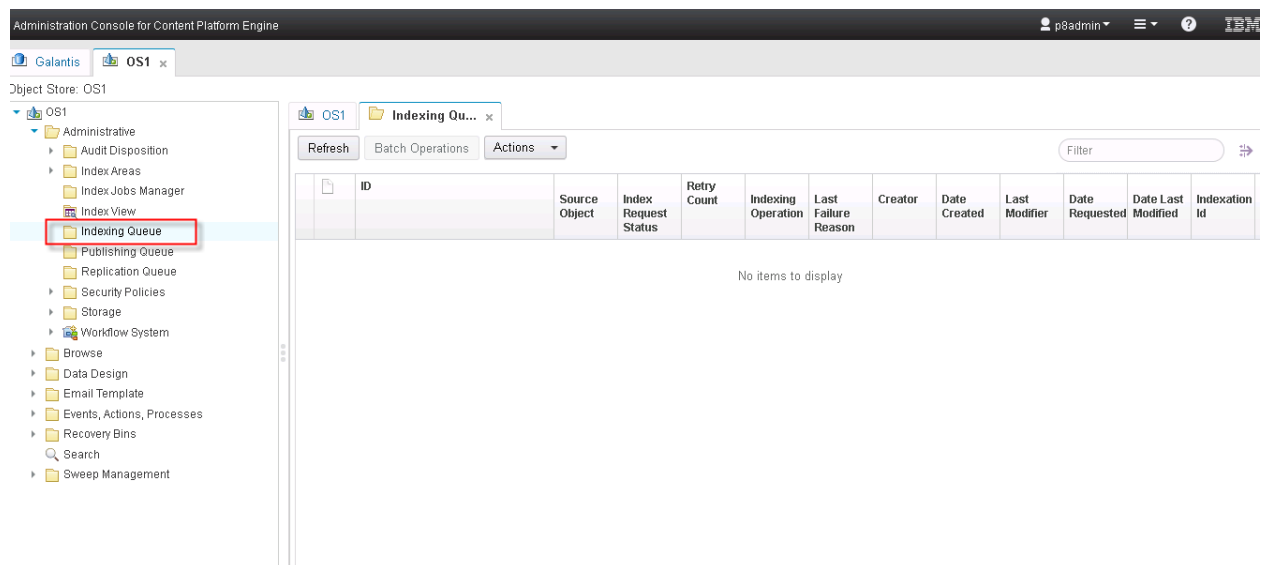 Administration Console for Content Platform Engine
p8admin
?
IBM
Galantis
OS1 x
Object Store: OS1
OS1
Administrative
Audit Disposition
Index Areas
Index Jobs Manager
Index View
Indexing Queue
Publishing Queue
Replication Queue
Security Policies
Storage
Workflow System
Browse
Data Design
Email Template
Events, Actions, Processes
Recovery Bins
Search
Sweep Management
OS1
Indexing Qu... x
Refresh
Batch Operations
Actions
Filter
ID
Source
Object
Index
Request
Status
Retry
Count
Indexing
Operation
Last
Failure
Reason
Creator
Date
Created
Last
Modifier
Date
Requested
Date Last
Modified
Indexation
Id
No items to display